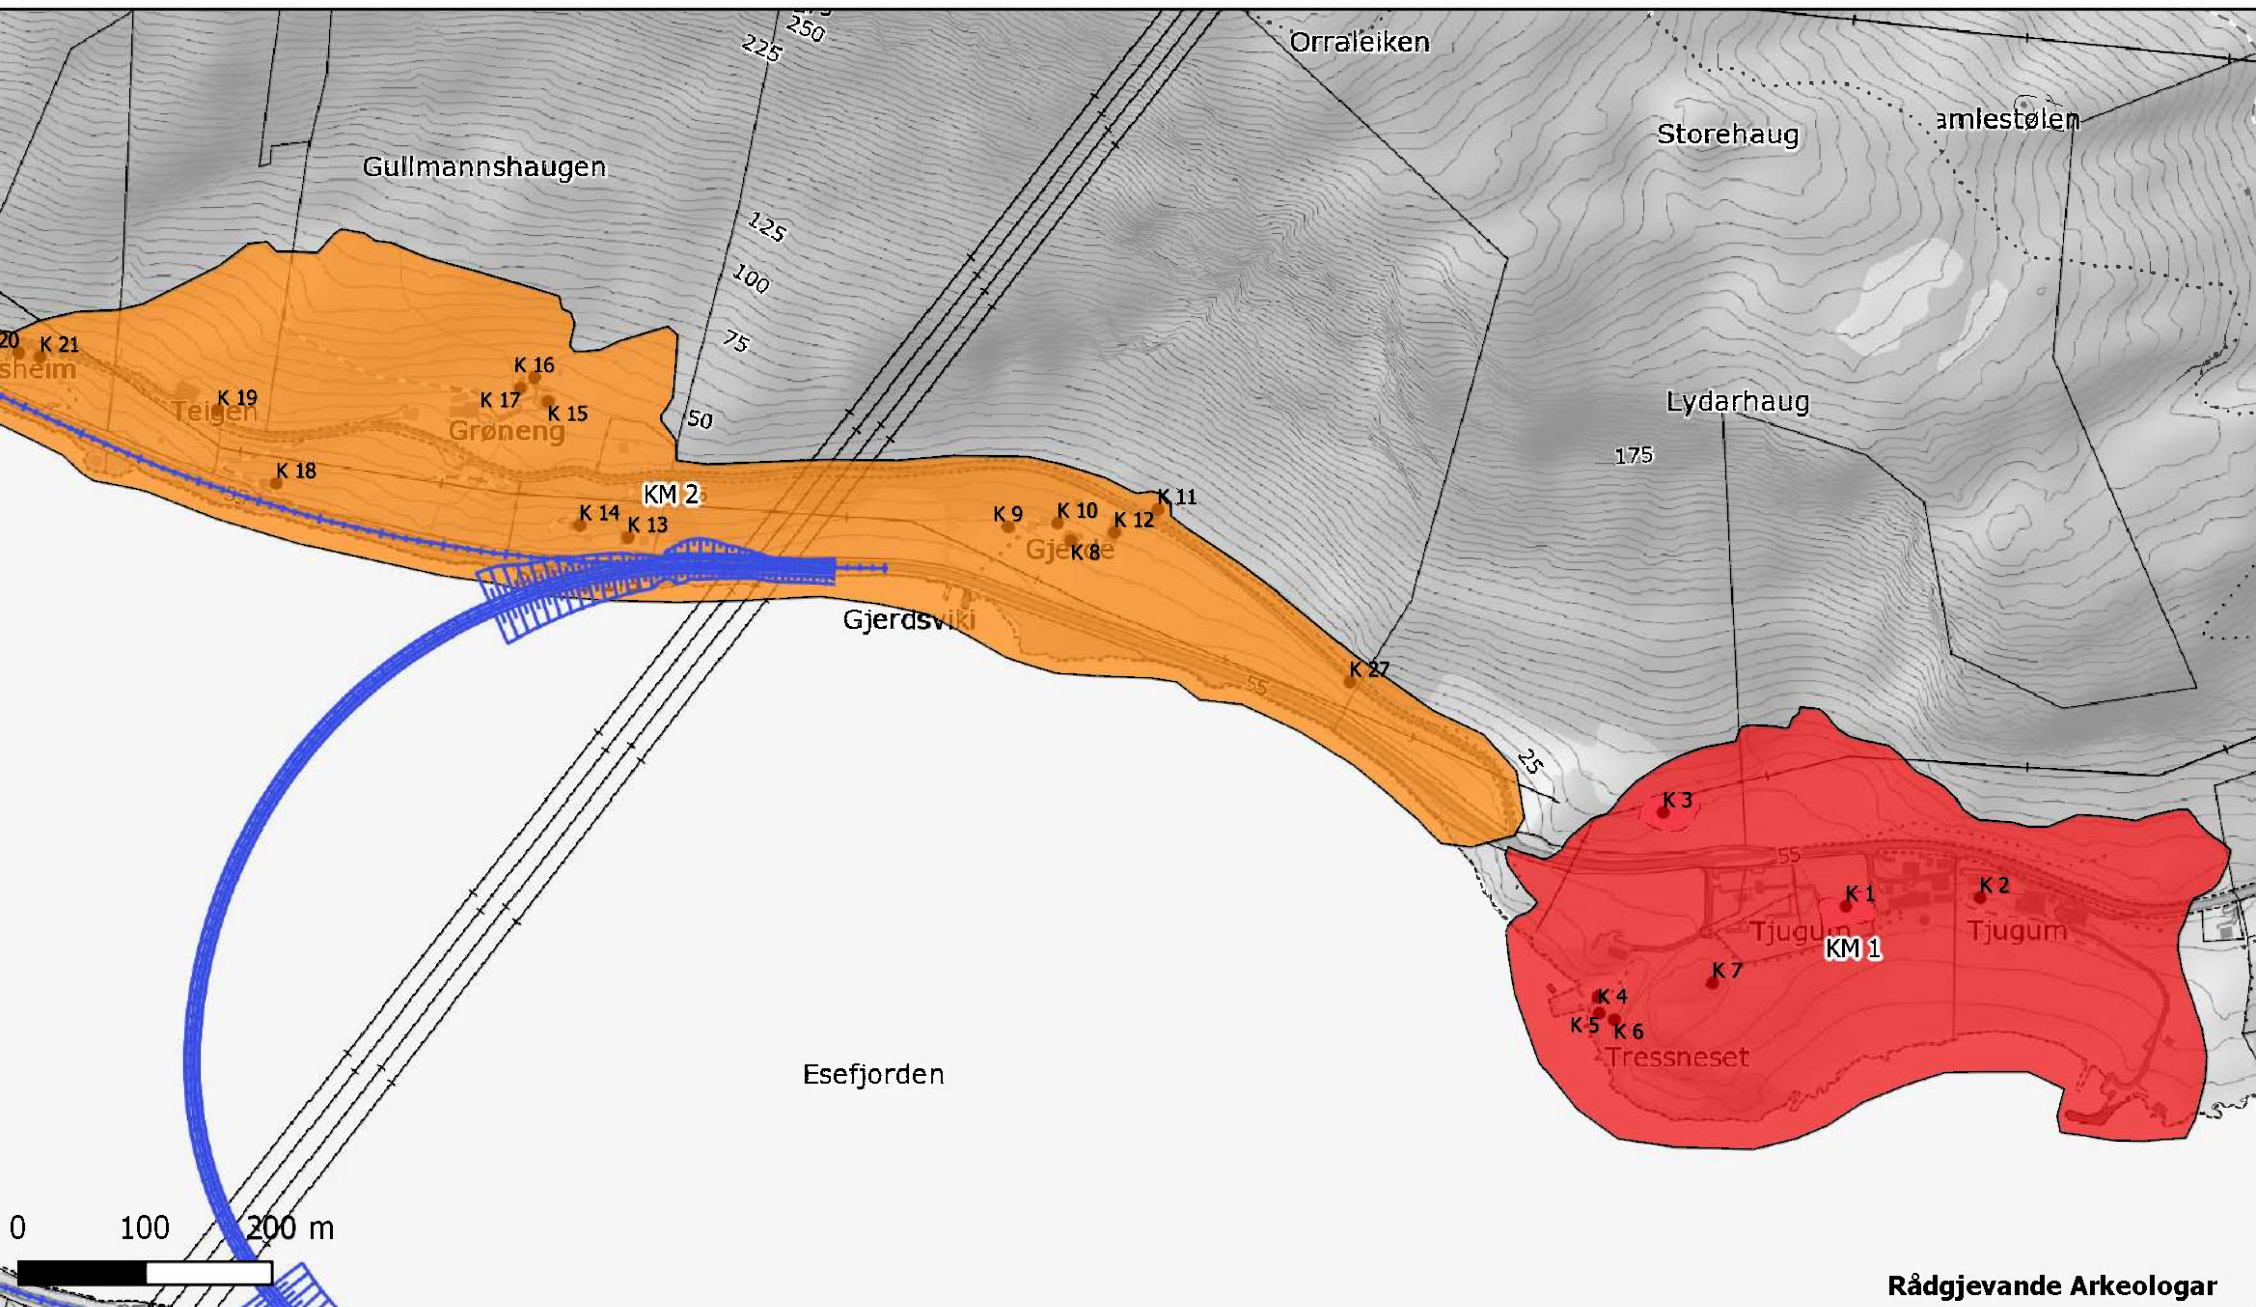 250
225
Orraleiken
Storehaug
amlestølen
Gullmannshaugen
125
100
75
50
20
K 21
sheim
K 19
Teigen
K 16
K 17
K 15
Grøneng
K 18
KM 2
K 14
K 13
K 9
K 10
K 11
K 12
K 8
Gjerde
Gjerdsviki
Lydarhaug
175
K 27
55
25
K 3
55
K 1
K 2
Tjugum
Tjugum
KM 1
K 7
K 4
K 5
K 6
Tressneset
Esefjorden
0 100 200 m
Rådgjevande Arkeologar